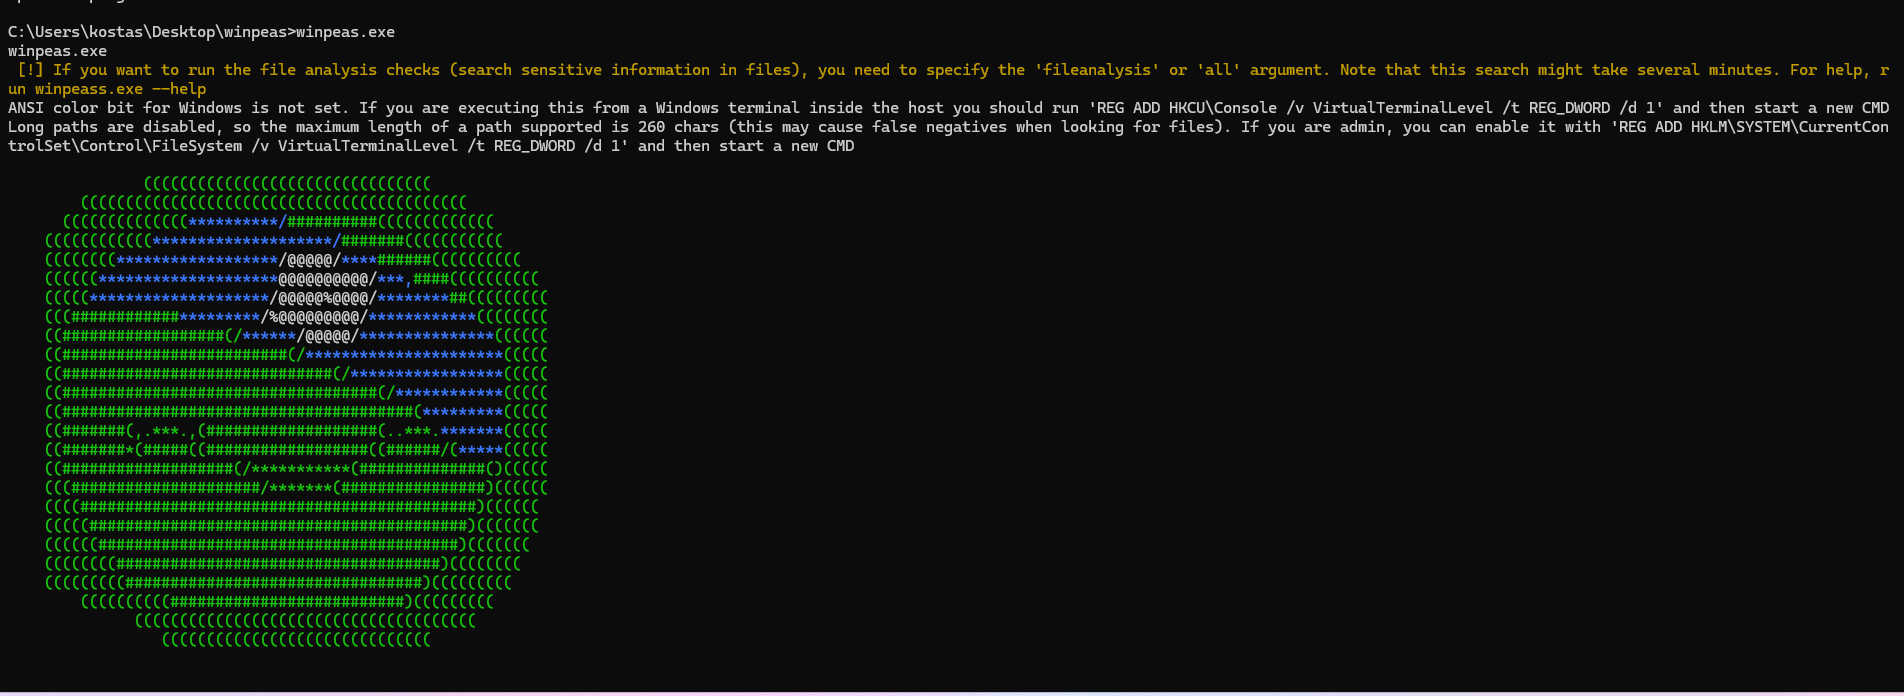 C:\Users\kostas\Desktop\winpeas>winpeas.exe
winpeas.exe
 [!] If you want to run the file analysis checks (search sensitive information in files), you need to specify the 'fileanalysis' or 'all' argument. Note that this search might take several minutes. For help, r
un winpeass.exe --help
ANSI color bit for Windows is not set. If you are executing this from a Windows terminal inside the host you should run 'REG ADD HKCU\Console /v VirtualTerminalLevel /t REG_DWORD /d 1' and then start a new CMD
Long paths are disabled, so the maximum length of a path supported is 260 chars (this may cause false negatives when looking for files). If you are admin, you can enable it with 'REG ADD HKLM\SYSTEM\CurrentCon
trolSet\Control\FileSystem /v VirtualTerminalLevel /t REG_DWORD /d 1' and then start a new CMD